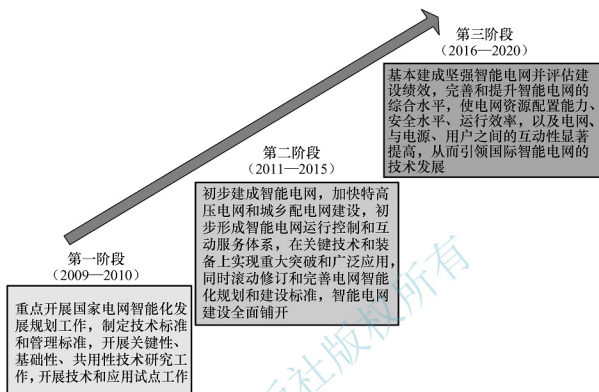 第一阶段
(2009—2010)
重点开展国家电网智能化发
展规划工作，制定技术标准
和管理标准，开展关键性、
基础性、共用性技术研究工
作，开展技术和应用试点工作
第二阶段
(2011—2015)
初步建成智能电网，加快特高
压电网和城乡配电网建设，初
步形成智能电网运行控制和互
动服务体系，在关键技术和装
备上实现重大突破和广泛应用，
同时滚动修订和完善电网智能
化规划和建设标准，智能电网
建设全面铺开
第三阶段
(2016—2020)
基本建成坚强智能电网并评估建
设绩效，完善和提升智能电网的
综合水平，使电网资源配置能力、
安全水平、运行效率，以及电网、
与电源、用户之间的互动性显著
提高，从而引领国际智能电网的
技术发展
社版权所有